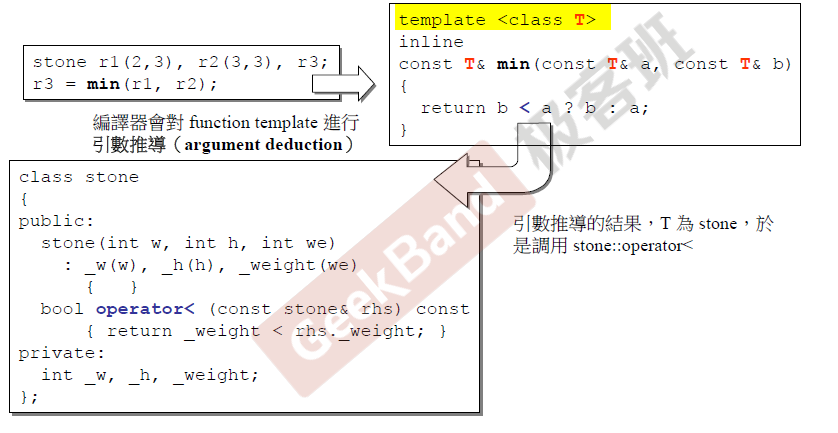 stone r1(2,3), r2(3,3), r3;
r3 = min(r1, r2);
編譯器會對 function template 進行
引數推導（argument deduction）
template <class T>
inline
const T& min(const T& a, const T& b)
{
return b < a ? b : a;
}
引數推導的結果，T 為 stone，於
是調用 stone::operator<
class stone
{
public:
stone(int w, int h, int we)
: _w(w), _h(h), _weight(we)
{ }
bool operator< (const stone& rhs) const
{ return _weight < rhs._weight; }
private:
int _w, _h, _weight;
};
GeekBand 极客班